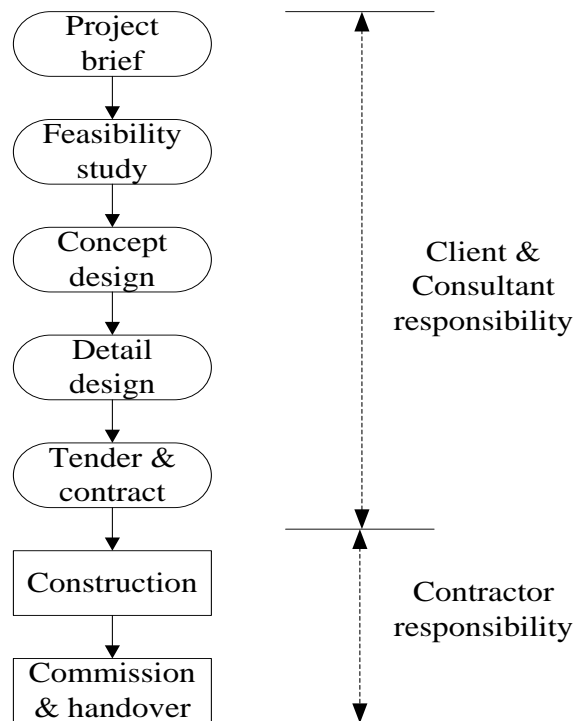 Project
brief
Feasibility
study
Concept
design
Detail
design
Tender &
contract
Construction
Commission
& handover
Client &
Consultant
responsibility
Contractor
responsibility